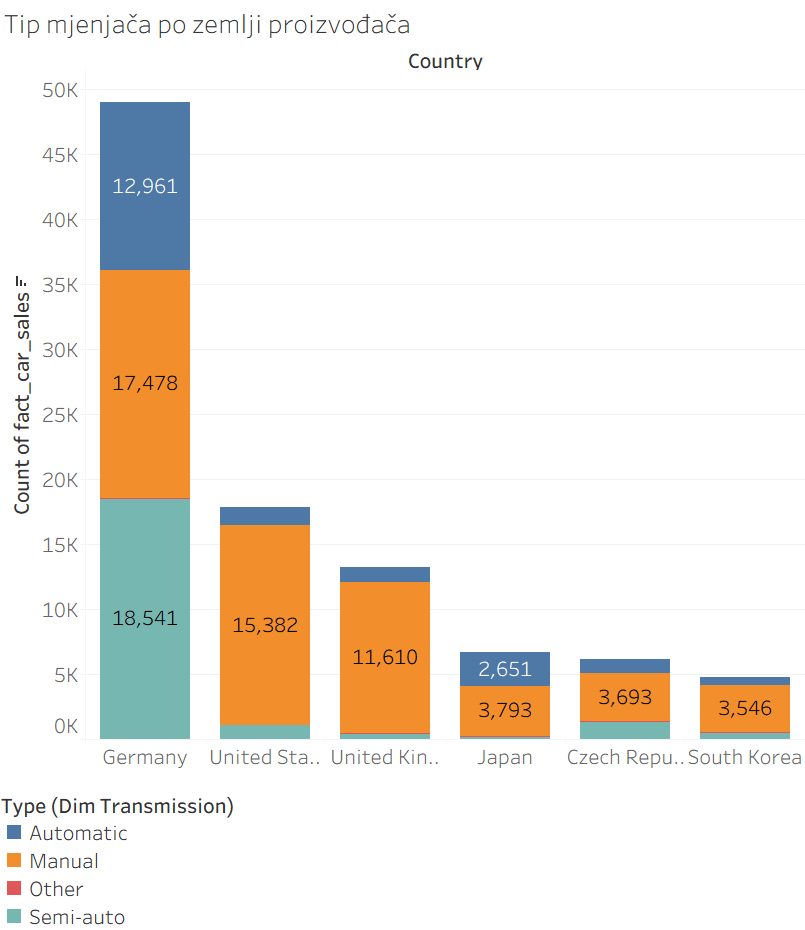 Tip mjenjača po zemlji proizvođača
Country
Count of fact_car_sales
50K
45K
40K
35K
30K
25K
20K
15K
10K
5K
0K
12,961
17,478
18,541
15,382
11,610
2,651
3,793
3,693
3,546
Germany
United Sta..
United Kin..
Japan
Czech Repu..
South Korea
Type (Dim Transmission)
Automatic
Manual
Other
Semi-auto